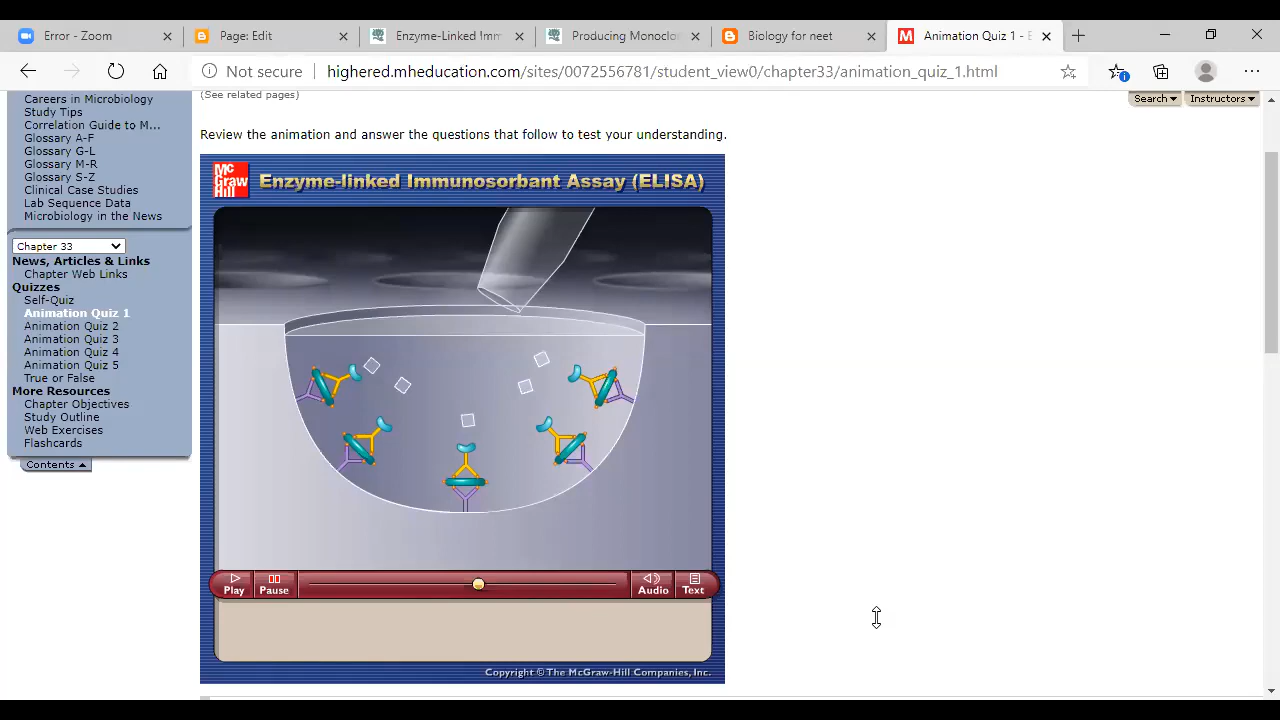 Error - Zoom
Page: Edit
Enzyme-Linked Imm
Producing Monoclo
Biology for neet
Animation Quiz 1 - E
Not secure
highered.mheducation.com/sites/0072556781/student_view0/chapter33/animation_quiz_1.html
Careers in Microbiology
Study Tips
Correlation Guide to M...
Glossary A-F
Glossary G-L
Glossary M-R
Glossary S-Z
Clinical Case Studies
Lab Sequence Data
Microbiology in the News
Chapter 33
rs, Articles & Links
Chapter Web Links
Quizzes
Self-Quiz
Animation Quiz 1
Animation Quiz 2
Animation Quiz 3
Animation Quiz 4
Animation Quiz 5
True or False
re Resources
Chapter Objectives
Study Outline
Web Exercises
Flashcards
Contents
(See related pages)
Search
Instructors
Review the animation and answer the questions that follow to test your understanding.
Mc
Graw
Hill
Enzyme-linked Immunosorbant Assay (ELISA)
Play
Pause
Audio
Text
Copyright © The McGraw-Hill Companies, Inc.